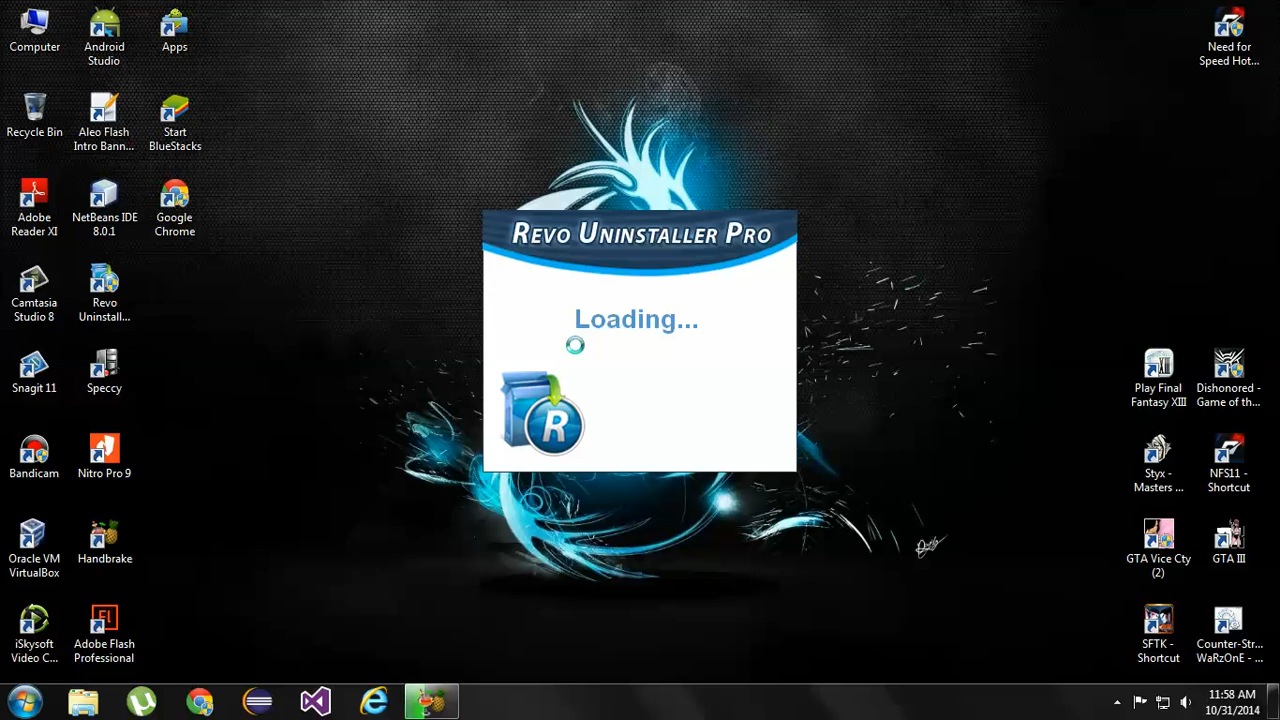 Computer
Android
Studio
Apps
Need for
Speed Hot...
Recycle Bin
Aleo Flash
Intro Bann...
Start
BlueStacks
Adobe
Reader XI
NetBeans IDE
8.0.1
Google
Chrome
REVO UNINSTALLER PRO
Loading...
R
Camtasia
Studio 8
Revo
Uninstall...
Snagit 11
Speccy
Play Final
Fantasy XIII
Dishonored -
Game of th...
Bandicam
Nitro Pro 9
Styx -
Masters ...
NFS11 -
Shortcut
Oracle VM
VirtualBox
Handbrake
GTA Vice Cty
(2)
GTA III
iSkysoft
Video C...
Adobe Flash
Professional
SFTK -
Shortcut
Counter-Str...
WaRzOnE - ...
11:58 AM
10/31/2014